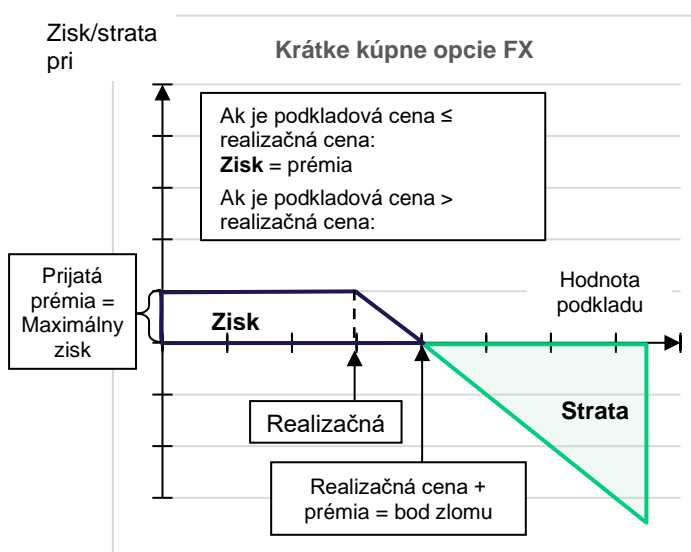 Zisk/strata
pri
Krátke kúpne opcie FX
Ak je podkladová cena ≤
realizačná cena:
Zisk = prémia
Ak je podkladová cena >
realizačná cena:
Prijatá
prémia =
Maximálny
zisk
Zisk
Hodnota
podkladu
Realizačná
Strata
Realizačná cena +
prémia = bod zlomu